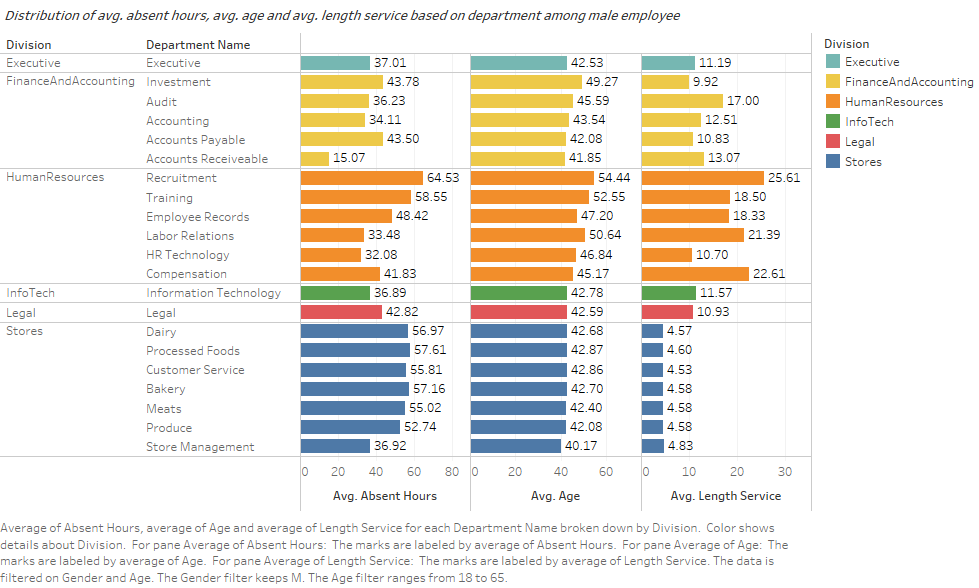 Distribution of avg. absent hours, avg. age and avg. length service based on department among male employee
Division Department Name
Executive Executive 37.01 42.53 11.19
FinanceAndAccounting Investment 43.78 49.27 9.92
Audit 36.23 45.59 17.00
Accounting 34.11 43.54 12.51
Accounts Payable 43.50 42.08 10.83
Accounts Receiveable 15.07 41.85 13.07
HumanResources Recruitment 64.53 54.44 25.61
Training 58.55 52.55 18.50
Employee Records 48.42 47.20 18.33
Labor Relations 33.48 50.64 21.39
HR Technology 32.08 46.84 10.70
Compensation 41.83 45.17 22.61
InfoTech Information Technology 36.89 42.78 11.57
Legal Legal 42.82 42.59 10.93
Stores Dairy 56.97 42.68 4.57
Processed Foods 57.61 42.87 4.60
Customer Service 55.81 42.86 4.53
Bakery 57.16 42.70 4.58
Meats 55.02 42.40 4.58
Produce 52.74 42.08 4.58
Store Management 36.92 40.17 4.83
0 20 40 60 80 0 20 40 60 0 10 20 30
Avg. Absent Hours Avg. Age Avg. Length Service
Division
Executive
FinanceAndAccounting
HumanResources
InfoTech
Legal
Stores
Average of Absent Hours, average of Age and average of Length Service for each Department Name broken down by Division. Color shows
details about Division. For pane Average of Absent Hours: The marks are labeled by average of Absent Hours. For pane Average of Age: The
marks are labeled by average of Age. For pane Average of Length Service: The marks are labeled by average of Length Service. The data is
filtered on Gender and Age. The Gender filter keeps M. The Age filter ranges from 18 to 65.